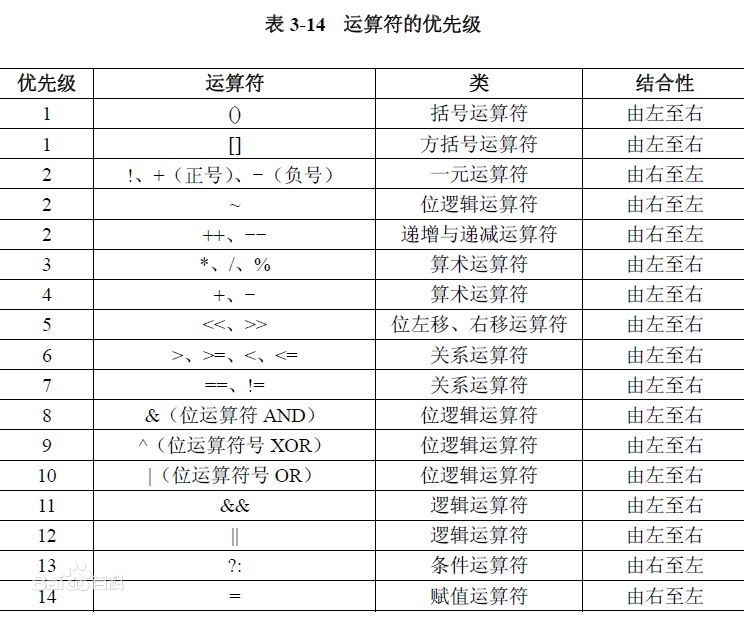 表 3-14 运算符的优先级
优先级 运算符 类 结合性
1 () 括号运算符 由左至右
1 [] 方括号运算符 由左至右
2 !、+（正号）、−（负号） 一元运算符 由右至左
2 ~ 位逻辑运算符 由右至左
2 ++、−− 递增与递减运算符 由右至左
3 *、/、% 算术运算符 由左至右
4 +、− 算术运算符 由左至右
5 <<、>> 位左移、右移运算符 由左至右
6 >、>=、<、<= 关系运算符 由左至右
7 ==、!= 关系运算符 由左至右
8 &（位运算符 AND） 位逻辑运算符 由左至右
9 ^（位运算符号 XOR） 位逻辑运算符 由左至右
10 |（位运算符号 OR） 位逻辑运算符 由左至右
11 && 逻辑运算符 由左至右
12 || 逻辑运算符 由左至右
13 ?: 条件运算符 由右至左
14 = 赋值运算符 由右至左
Bai 百科